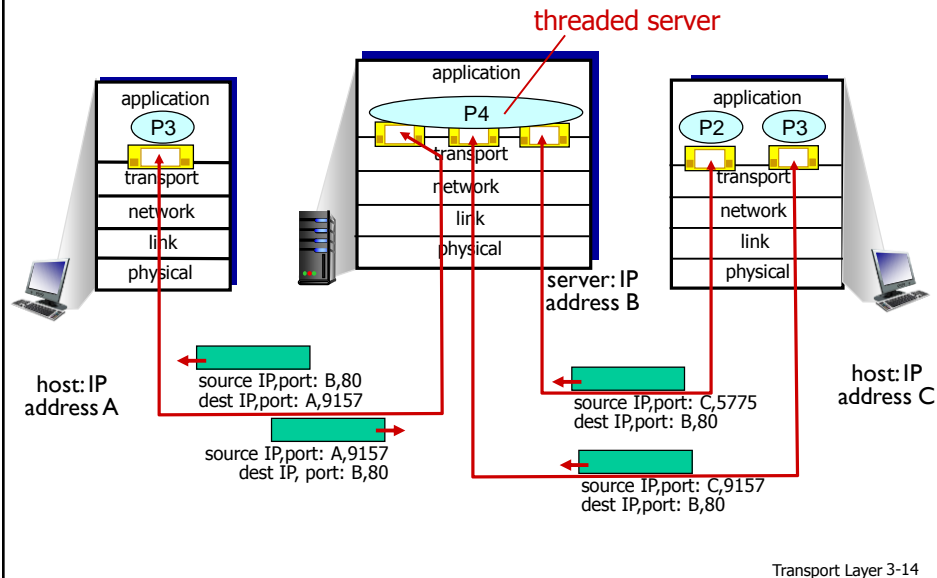 threaded server
application
P3
transport
network
link
physical
application
P4
transport
network
link
physical
application
P2
P3
transport
network
link
physical
server: IP
address B
host: IP
address A
source IP,port: B,80
dest IP,port: A,9157
source IP,port: A,9157
dest IP, port: B,80
source IP,port: C,5775
dest IP,port: B,80
source IP,port: C,9157
dest IP,port: B,80
host: IP
address C
Transport Layer 3-14